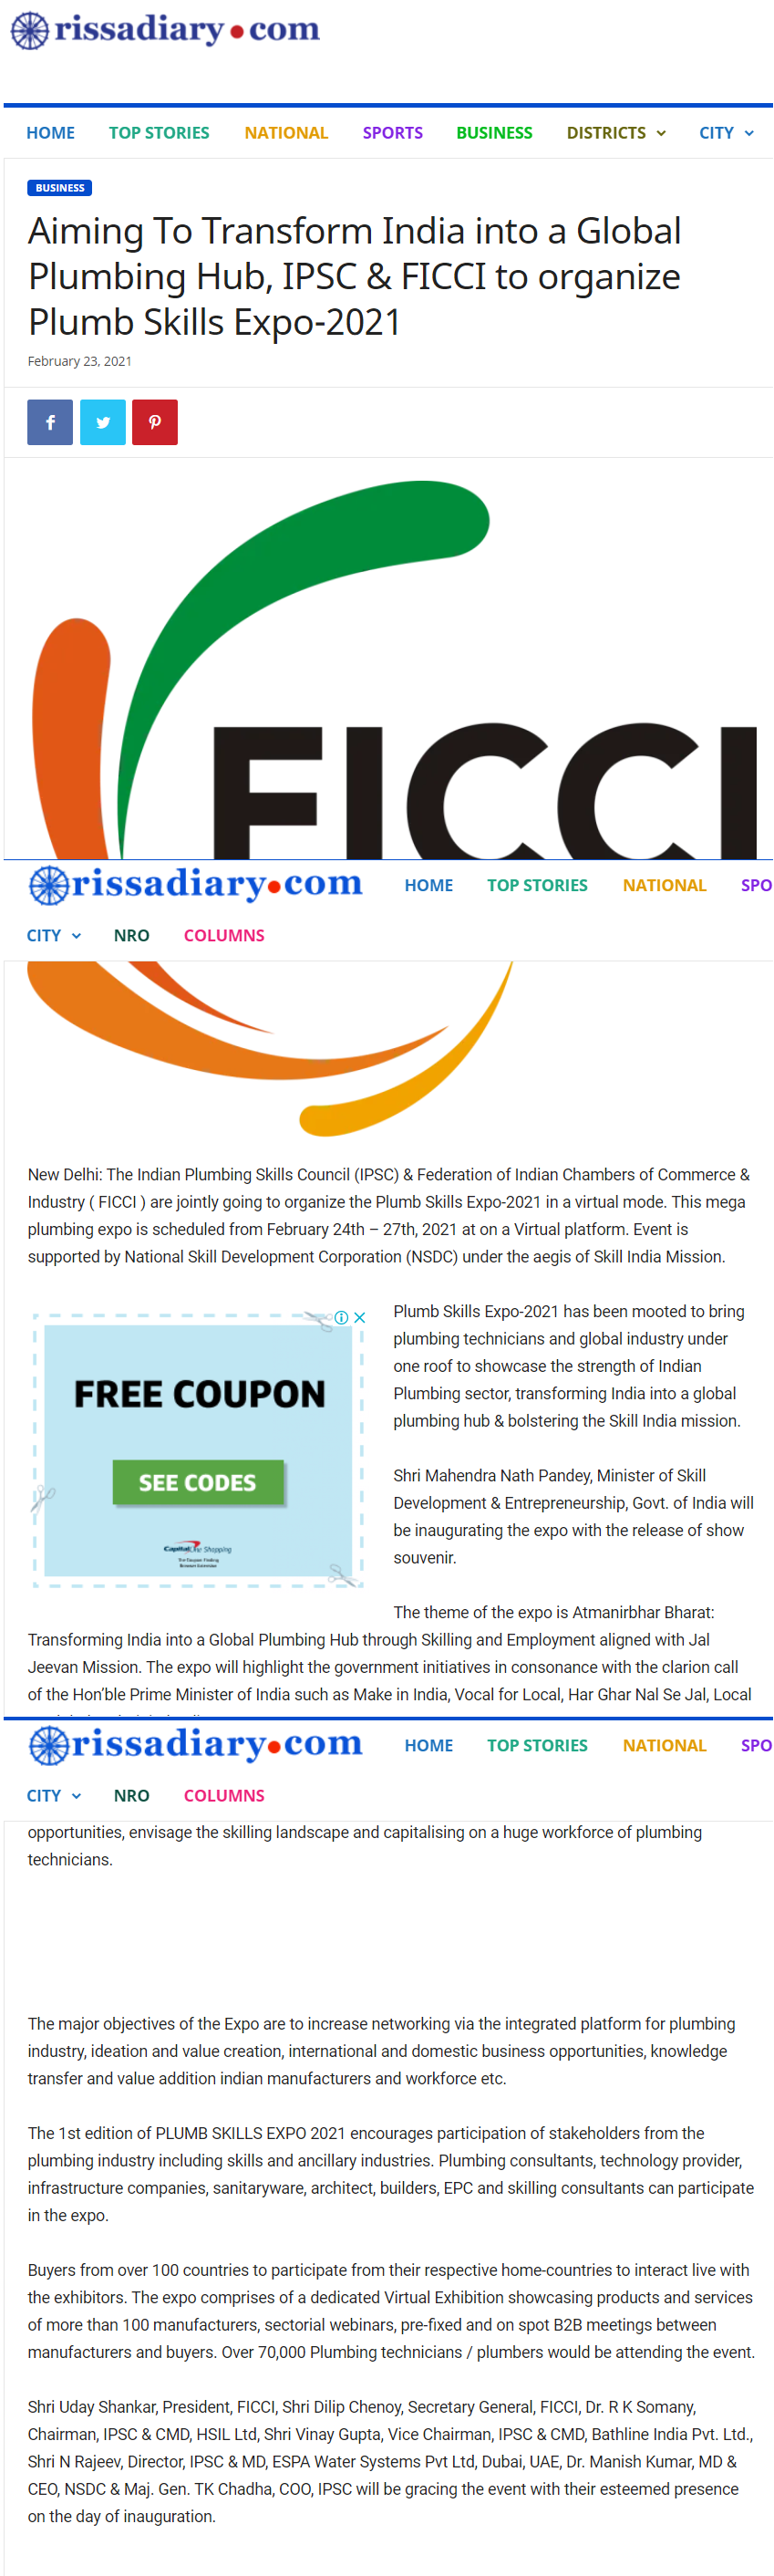 rissadiary.com
HOME TOP STORIES NATIONAL SPORTS BUSINESS DISTRICTS CITY
BUSINESS
Aiming To Transform India into a Global
Plumbing Hub, IPSC & FICCI to organize
Plumb Skills Expo-2021
February 23, 2021
FICCI
rissadiary.com HOME TOP STORIES NATIONAL SPO
CITY NRO COLUMNS
New Delhi: The Indian Plumbing Skills Council (IPSC) & Federation of Indian Chambers of Commerce &
Industry ( FICCI ) are jointly going to organize the Plumb Skills Expo-2021 in a virtual mode. This mega
plumbing expo is scheduled from February 24th – 27th, 2021 at on a Virtual platform. Event is
supported by National Skill Development Corporation (NSDC) under the aegis of Skill India Mission.
FREE COUPON
SEE CODES
Capital One Shopping
The Coupon Finding
Browser Extension
Plumb Skills Expo-2021 has been mooted to bring
plumbing technicians and global industry under
one roof to showcase the strength of Indian
Plumbing sector, transforming India into a global
plumbing hub & bolstering the Skill India mission.
Shri Mahendra Nath Pandey, Minister of Skill
Development & Entrepreneurship, Govt. of India will
be inaugurating the expo with the release of show
souvenir.
The theme of the expo is Atmanirbhar Bharat:
Transforming India into a Global Plumbing Hub through Skilling and Employment aligned with Jal
Jeevan Mission. The expo will highlight the government initiatives in consonance with the clarion call
of the Hon’ble Prime Minister of India such as Make in India, Vocal for Local, Har Ghar Nal Se Jal, Local
rissadiary.com HOME TOP STORIES NATIONAL SPO
CITY NRO COLUMNS
opportunities, envisage the skilling landscape and capitalising on a huge workforce of plumbing
technicians.
The major objectives of the Expo are to increase networking via the integrated platform for plumbing
industry, ideation and value creation, international and domestic business opportunities, knowledge
transfer and value addition indian manufacturers and workforce etc.
The 1st edition of PLUMB SKILLS EXPO 2021 encourages participation of stakeholders from the
plumbing industry including skills and ancillary industries. Plumbing consultants, technology provider,
infrastructure companies, sanitaryware, architect, builders, EPC and skilling consultants can participate
in the expo.
Buyers from over 100 countries to participate from their respective home-countries to interact live with
the exhibitors. The expo comprises of a dedicated Virtual Exhibition showcasing products and services
of more than 100 manufacturers, sectorial webinars, pre-fixed and on spot B2B meetings between
manufacturers and buyers. Over 70,000 Plumbing technicians / plumbers would be attending the event.
Shri Uday Shankar, President, FICCI, Shri Dilip Chenoy, Secretary General, FICCI, Dr. R K Somany,
Chairman, IPSC & CMD, HSIL Ltd, Shri Vinay Gupta, Vice Chairman, IPSC & CMD, Bathline India Pvt. Ltd.,
Shri N Rajeev, Director, IPSC & MD, ESPA Water Systems Pvt Ltd, Dubai, UAE, Dr. Manish Kumar, MD &
CEO, NSDC & Maj. Gen. TK Chadha, COO, IPSC will be gracing the event with their esteemed presence
on the day of inauguration.